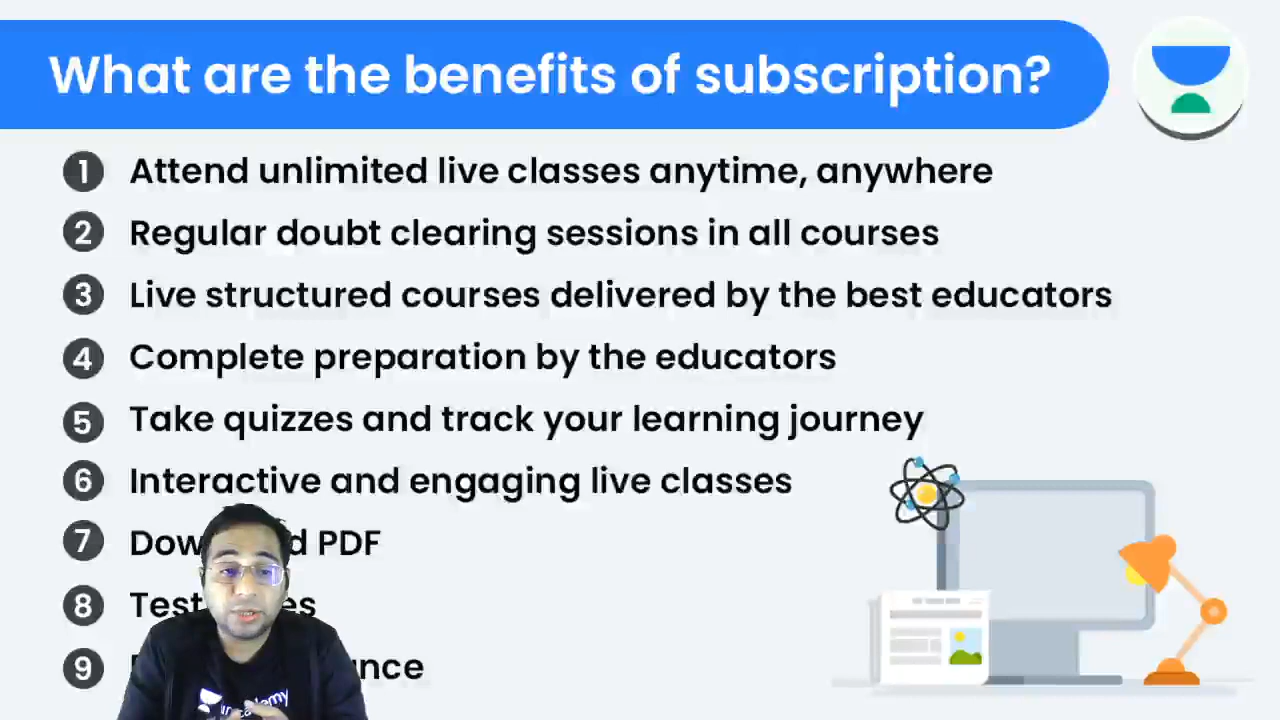 What are the benefits of subscription?
1 Attend unlimited live classes anytime, anywhere
2 Regular doubt clearing sessions in all courses
3 Live structured courses delivered by the best educators
4 Complete preparation by the educators
5 Take quizzes and track your learning journey
6 Interactive and engaging live classes
7 PDF
8 Test
9